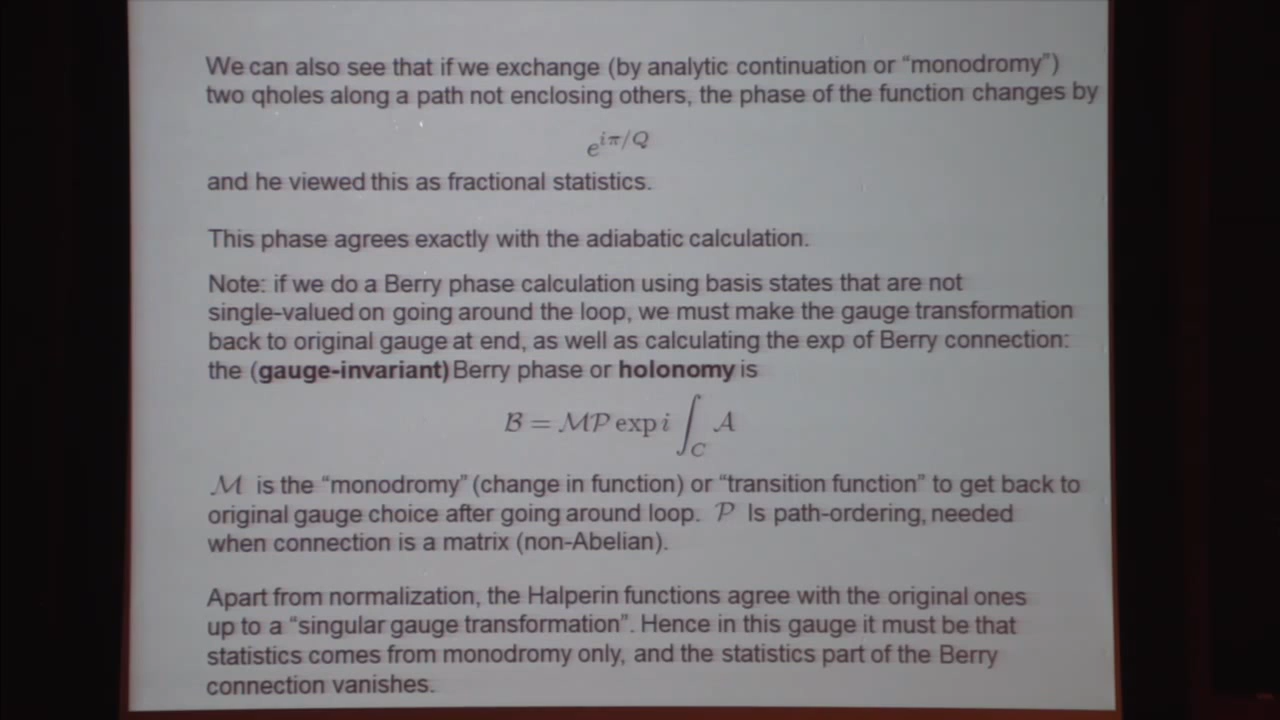 We can also see that if we exchange (by analytic continuation or “monodromy”)
two qholes along a path not enclosing others, the phase of the function changes by
e^{iπ/Q}
and he viewed this as fractional statistics.
This phase agrees exactly with the adiabatic calculation.
Note: if we do a Berry phase calculation using basis states that are not
single-valued on going around the loop, we must make the gauge transformation
back to original gauge at end, as well as calculating the exp of Berry connection:
the (gauge-invariant) Berry phase or holonomy is
ℬ = ℳ𝒫 exp i ∫_C 𝒜
ℳ is the “monodromy” (change in function) or “transition function” to get back to
original gauge choice after going around loop. 𝒫 Is path-ordering, needed
when connection is a matrix (non-Abelian).
Apart from normalization, the Halperin functions agree with the original ones
up to a “singular gauge transformation”. Hence in this gauge it must be that
statistics comes from monodromy only, and the statistics part of the Berry
connection vanishes.